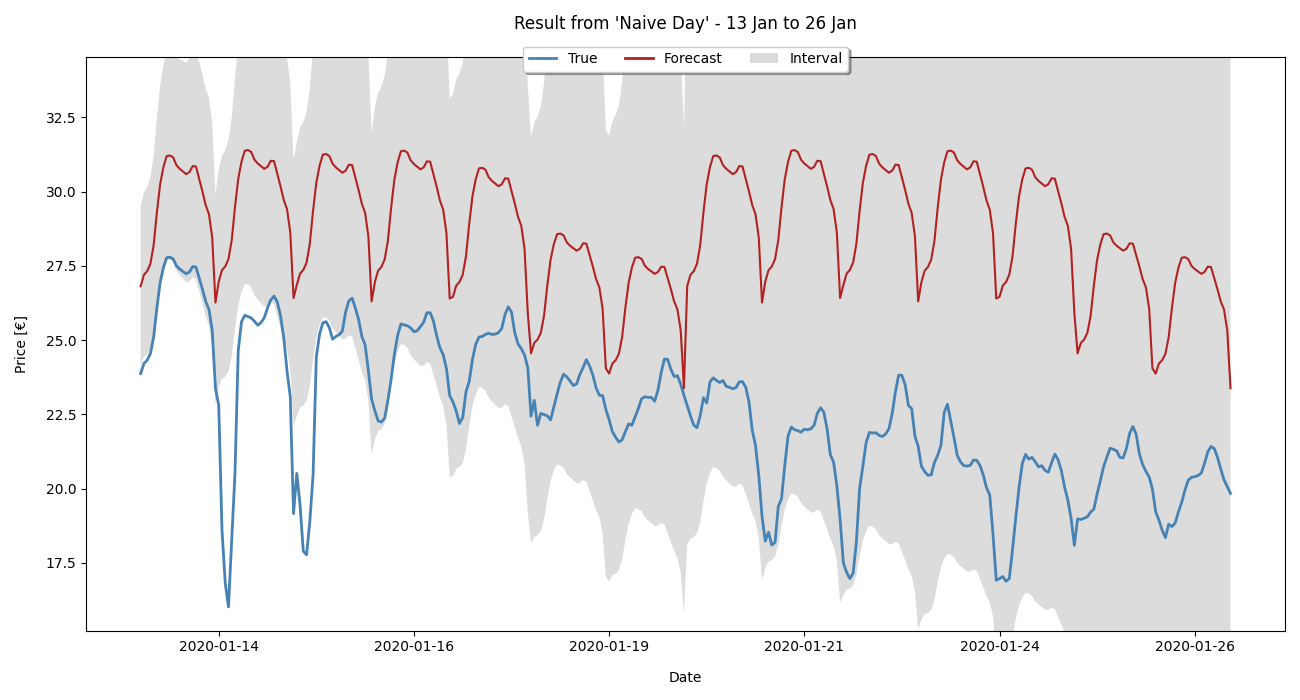 Result from 'Naive Day' - 13 Jan to 26 Jan
True Forecast Interval
32.5
30.0
27.5
25.0
22.5
20.0
17.5
Price [€]
2020-01-14 2020-01-16 2020-01-19 2020-01-21 2020-01-24 2020-01-26
Date